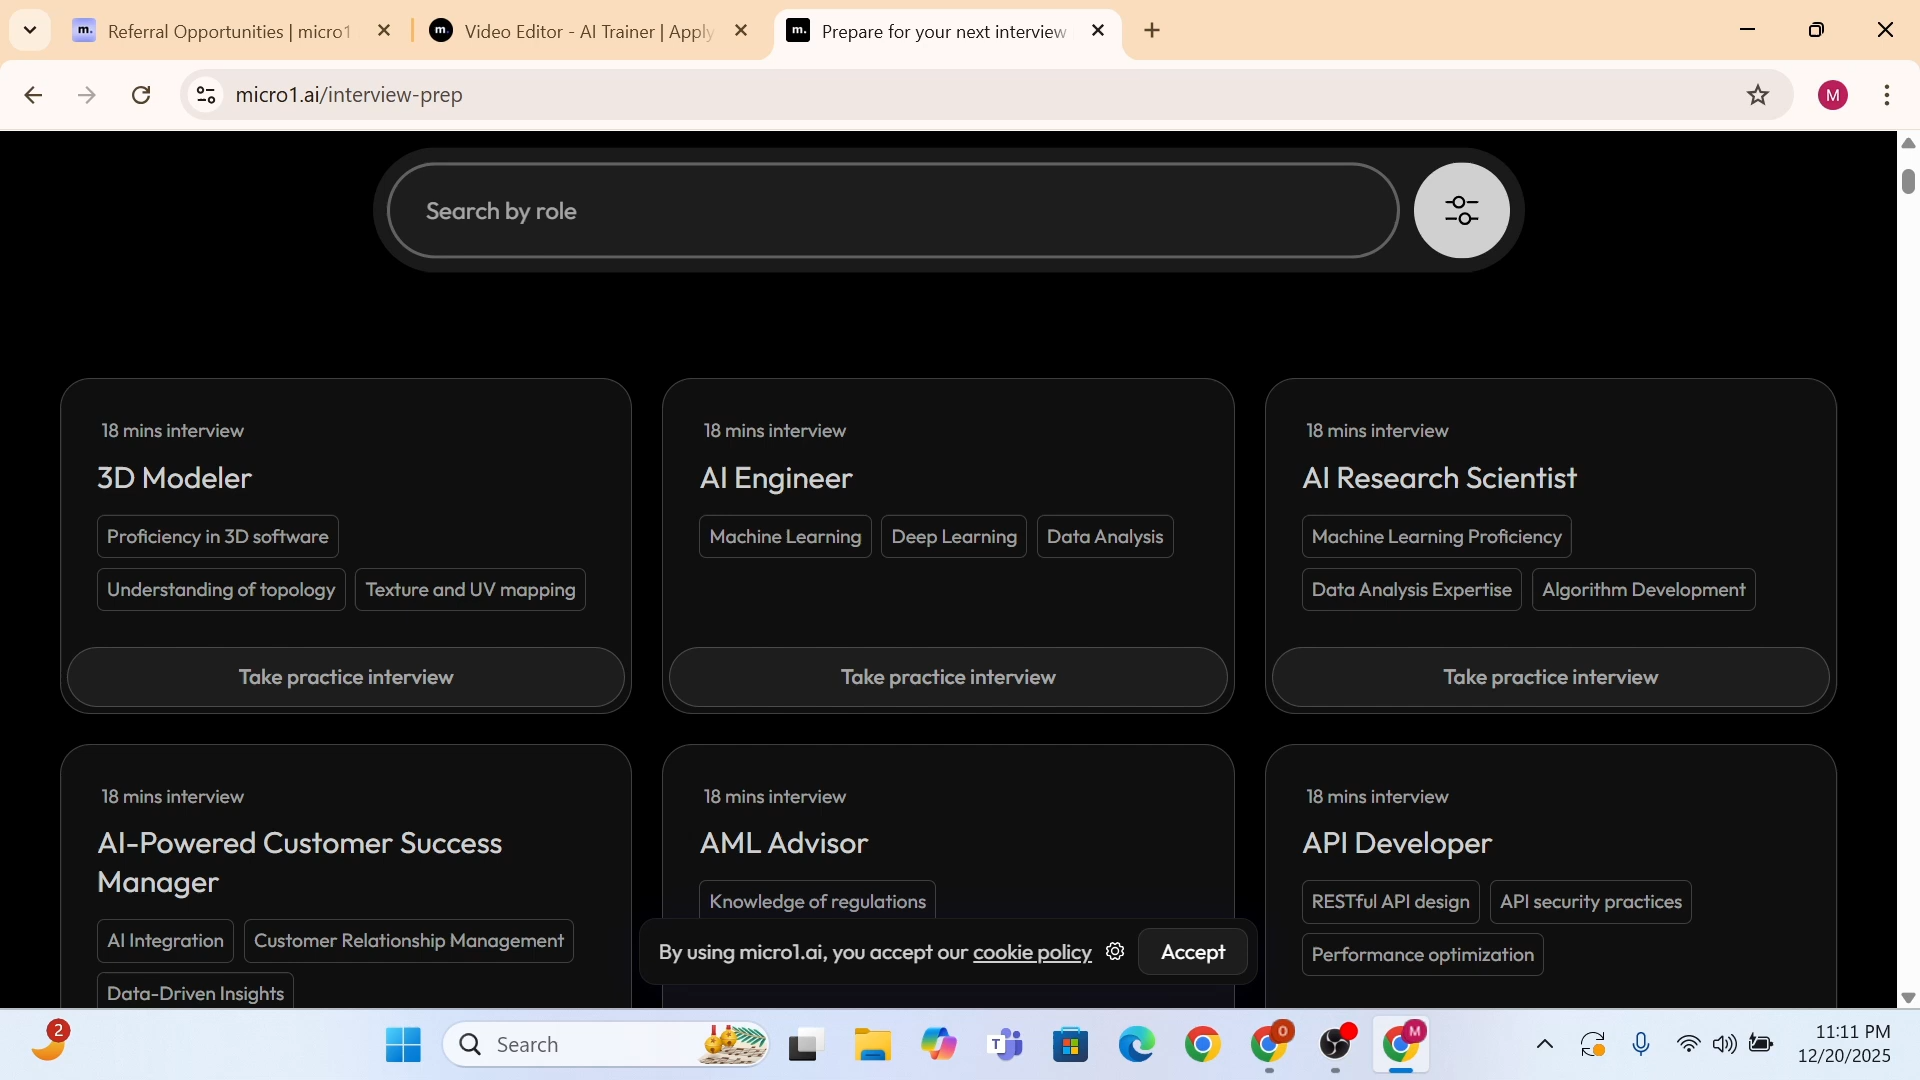 m. Referral Opportunities | micro1
m. Video Editor - AI Trainer | Apply
m. Prepare for your next interview
micro1.ai/interview-prep
M
Search by role
18 mins interview
3D Modeler
Proficiency in 3D software
Understanding of topology Texture and UV mapping
Take practice interview
18 mins interview
AI Engineer
Machine Learning Deep Learning Data Analysis
Take practice interview
18 mins interview
AI Research Scientist
Machine Learning Proficiency
Data Analysis Expertise Algorithm Development
Take practice interview
18 mins interview
AI-Powered Customer Success
Manager
AI Integration Customer Relationship Management
Data-Driven Insights
18 mins interview
AML Advisor
Knowledge of regulations
18 mins interview
API Developer
RESTful API design API security practices
Performance optimization
By using micro1.ai, you accept our cookie policy Accept
2
Search
T
O
M
11:11 PM
12/20/2025